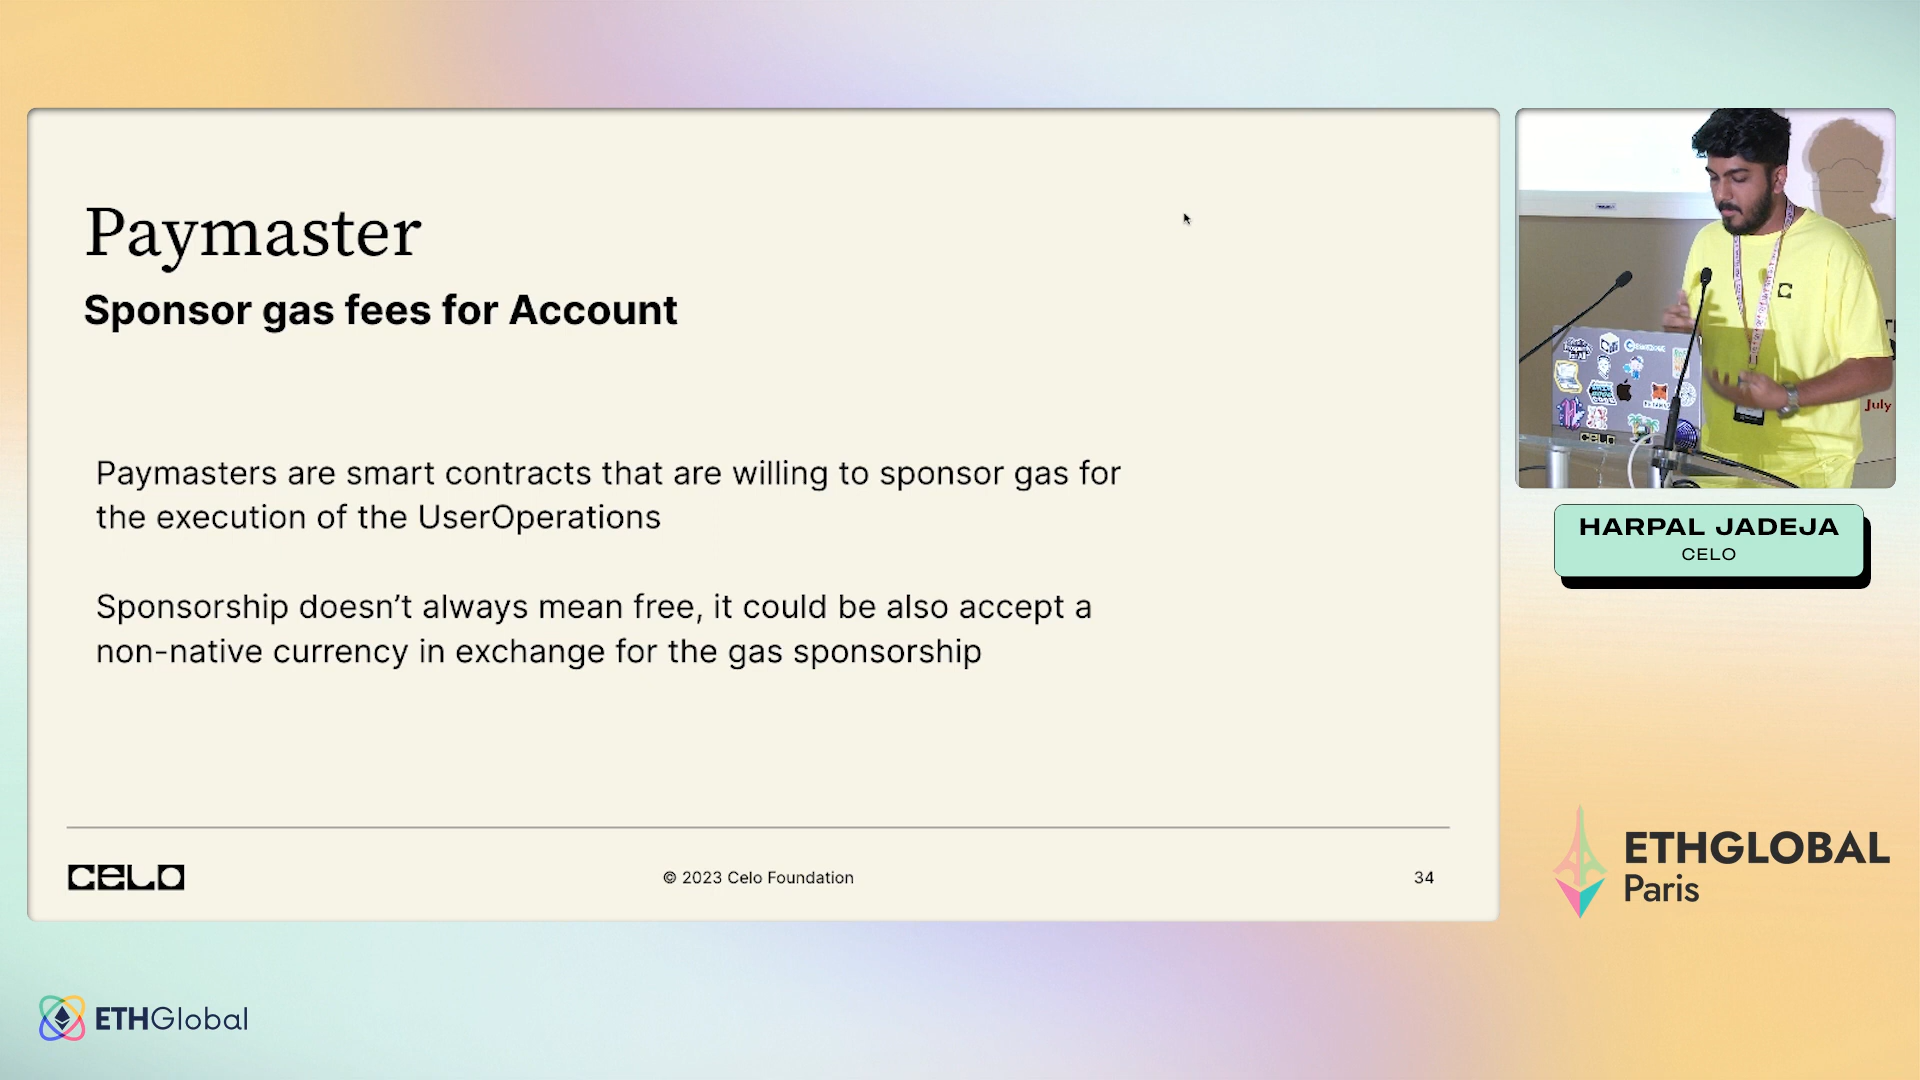 Paymaster
Sponsor gas fees for Account
Paymasters are smart contracts that are willing to sponsor gas for
the execution of the UserOperations
Sponsorship doesn’t always mean free, it could be also accept a
non-native currency in exchange for the gas sponsorship
CELO
© 2023 Celo Foundation
34
July
CELO
HARPAL JADEJA
CELO
ETHGLOBAL
Paris
ETHGlobal